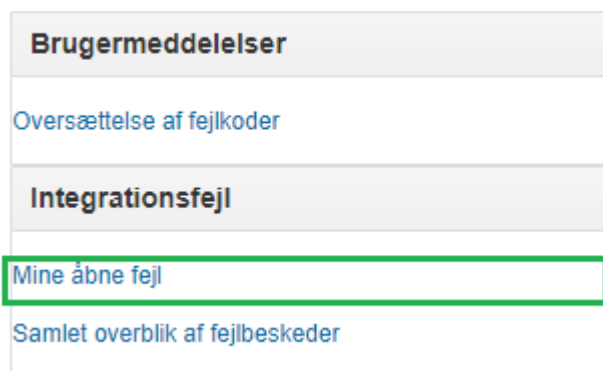 Brugermeddelelser
Oversættelse af fejlkoder
Integrationsfejl
Mine åbne fejl
Samlet overblik af fejlbeskeder